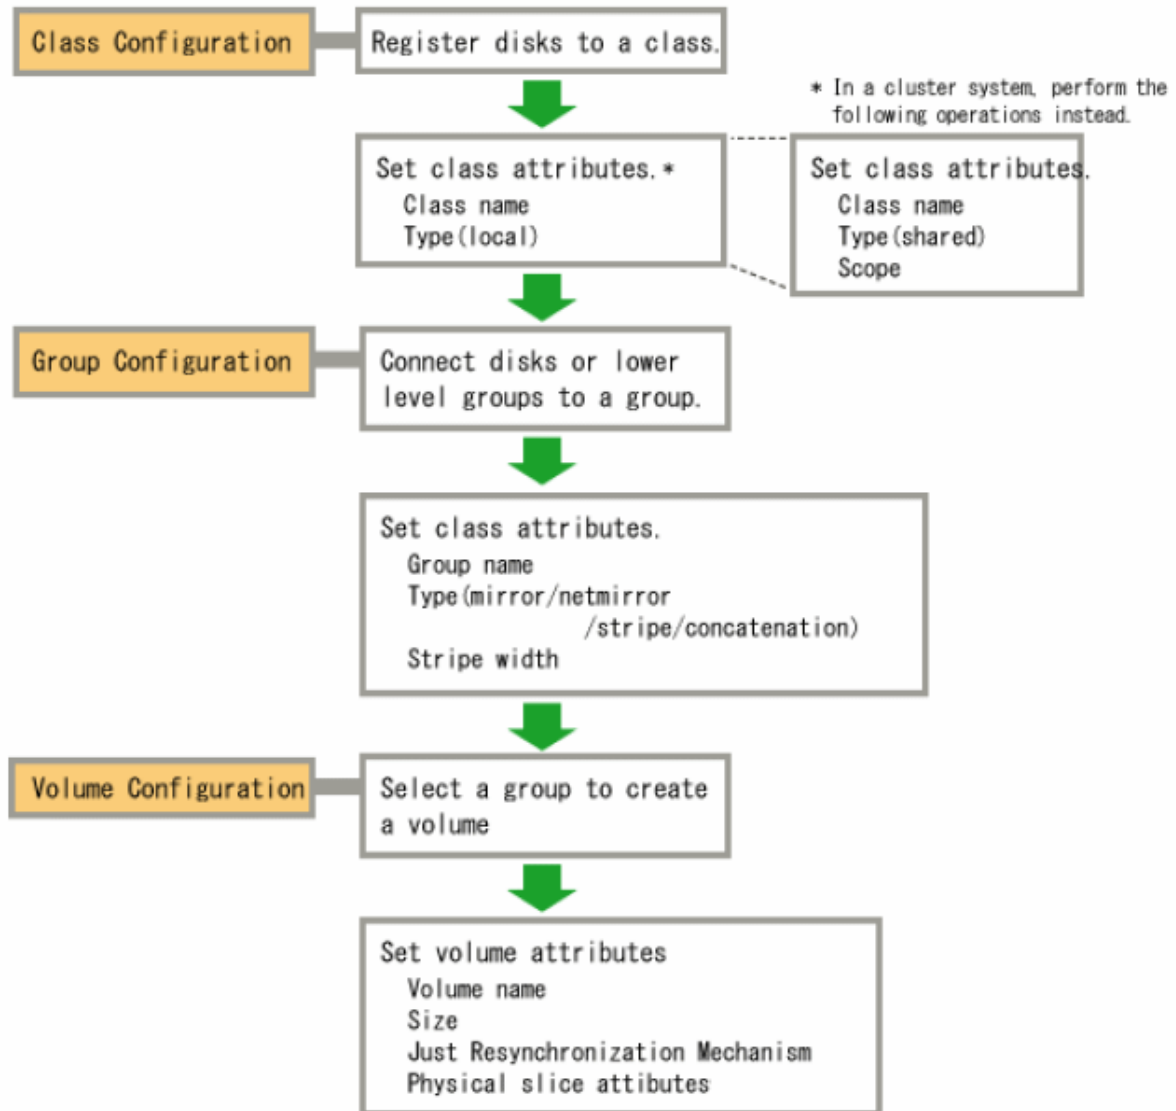 Class Configuration
Register disks to a class.
* In a cluster system, perform the
following operations instead.
Set class attributes.*
Class name
Type(local)
Set class attributes.
Class name
Type(shared)
Scope
Group Configuration
Connect disks or lower
level groups to a group.
Set class attributes.
Group name
Type(mirror/netmirror
/stripe/concatenation)
Stripe width
Volume Configuration
Select a group to create
a volume
Set volume attributes
Volume name
Size
Just Resynchronization Mechanism
Physical slice attibutes